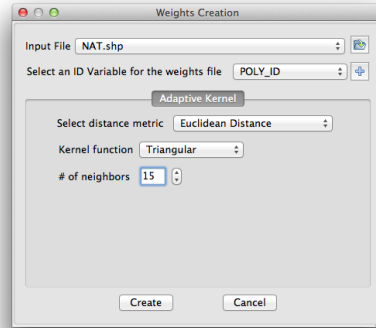 Weights Creation
Input File NAT.shp
Select an ID Variable for the weights file POLY_ID
Adaptive Kernel
Select distance metric Euclidean Distance
Kernel function Triangular
# of neighbors 15
Create Cancel